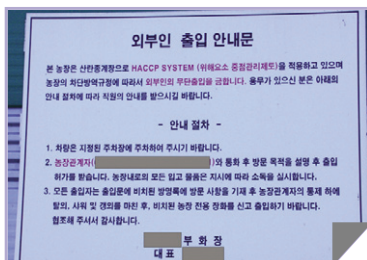 외부인 출입 안내문
본 농장은 산란종계장으로 HACCP SYSTEM (위해요소 중점관리제도)을 적용하고 있으며
농장의 차단방역규정에 따라서 외부인의 무단출입을 금합니다. 용무가 있으신 분은 아래의
안내 절차에 따라 직원의 안내를 받으시길 바랍니다.
- 안내 절차 -
1. 차량은 지정된 주차장에 주차하여 주시기 바랍니다.
2. 농장관계자( )와 통화 후 방문 목적을 설명 후 출입
허가를 받습니다. 농장내로의 모든 입고 물품은 지시에 따라 소독을 실시합니다.
3. 모든 출입자는 출입문에 비치된 방명록에 방문 사항을 기재 후 농장관계자의 통제 하에
탈의, 샤워 및 갱의를 마친 후, 비치된 농장 전용 장화를 신고 출입하기 바랍니다.
협조해 주셔서 감사합니다.
부 화 장
대 표